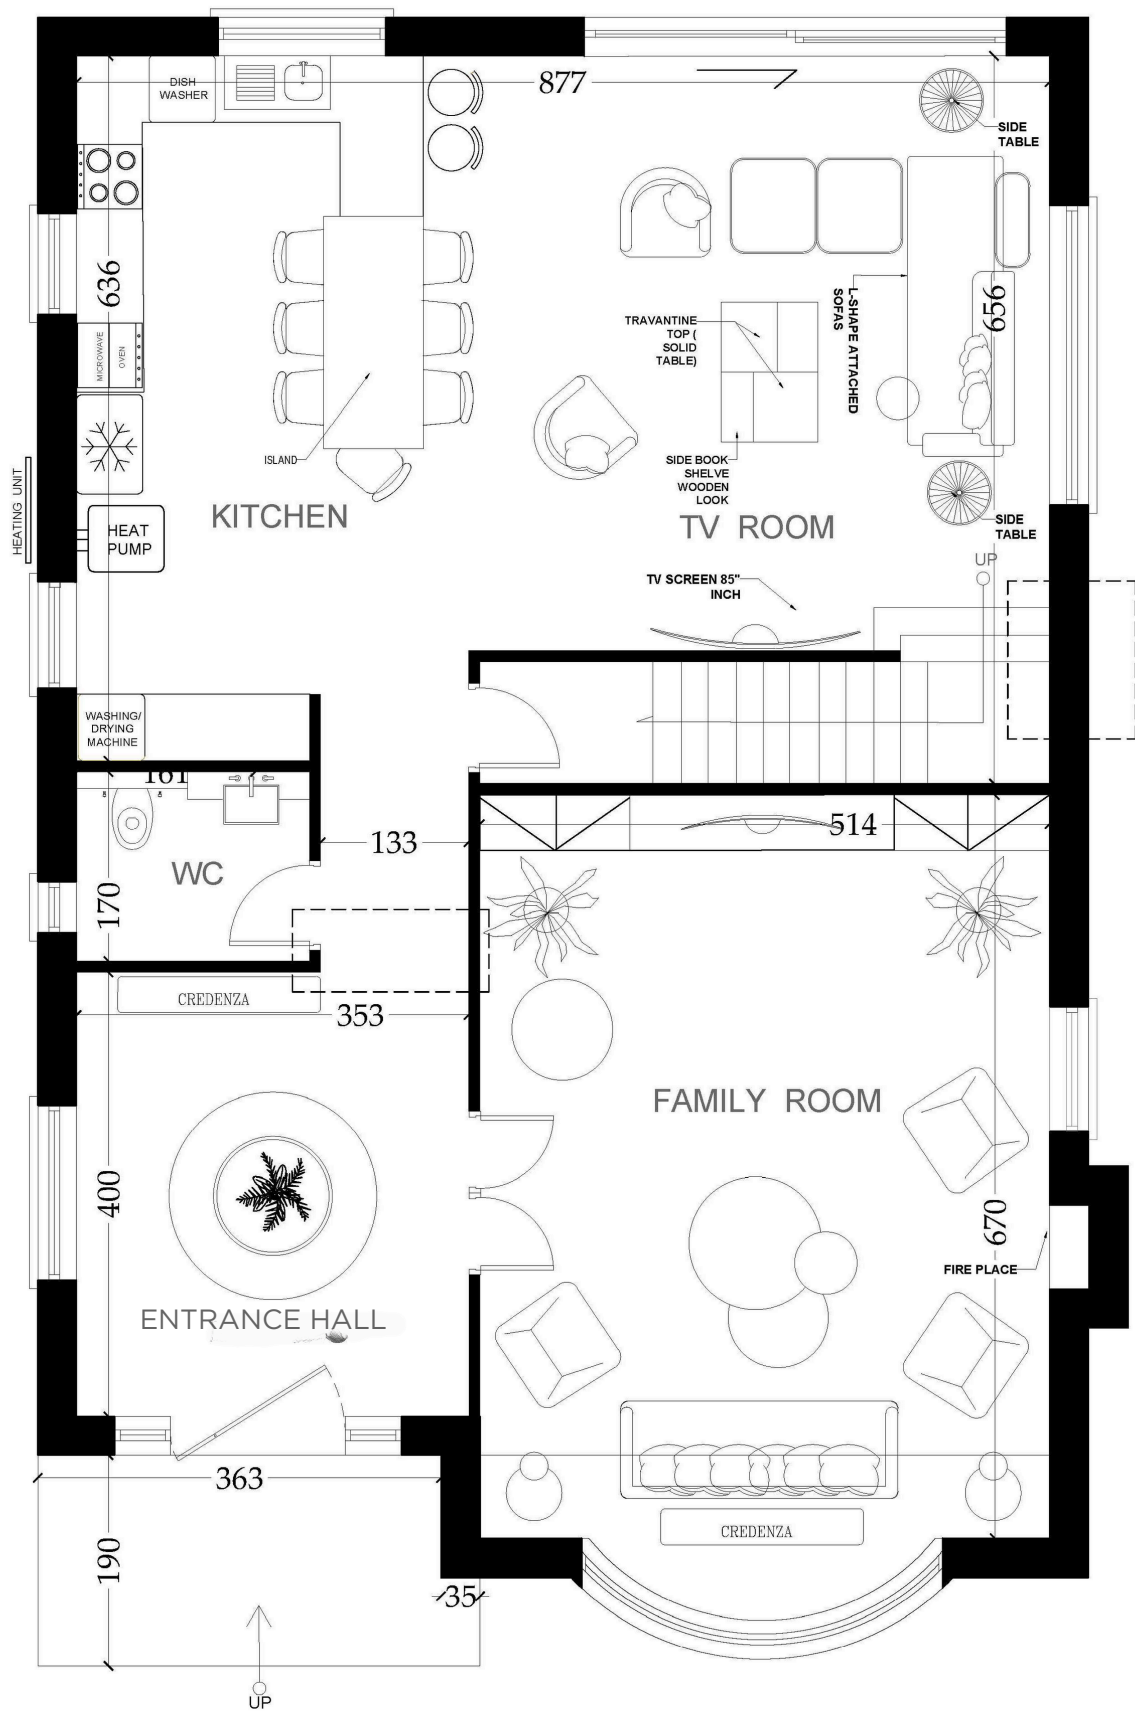 DISH
WASHER
877
SIDE
TABLE
636
656
L-SHAPE ATTACHED
SOFAS
TRAVANTINE
TOP (
SOLID
TABLE)
MICROWAVE
OVEN
ISLAND
SIDE BOOK
SHELVE
WOODEN
LOOK
HEATING UNIT
KITCHEN
HEAT
PUMP
TV ROOM
SIDE
TABLE
UP
TV SCREEN 85"
INCH
WASHING/
DRYING
MACHINE
161
133
514
WC
170
CREDENZA
353
FAMILY ROOM
400
670
FIRE PLACE
ENTRANCE HALL
363
CREDENZA
190
35
UP